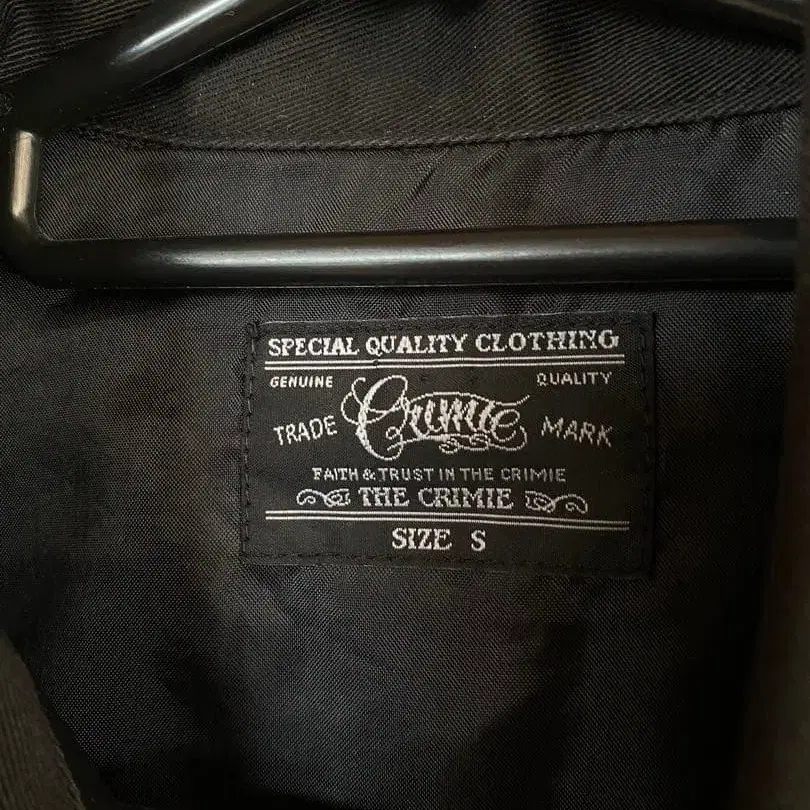 SPECIAL QUALITY CLOTHING
GENUINE QUALITY
TRADE Crimie MARK
FAITH & TRUST IN THE CRIMIE
THE CRIMIE
SIZE S